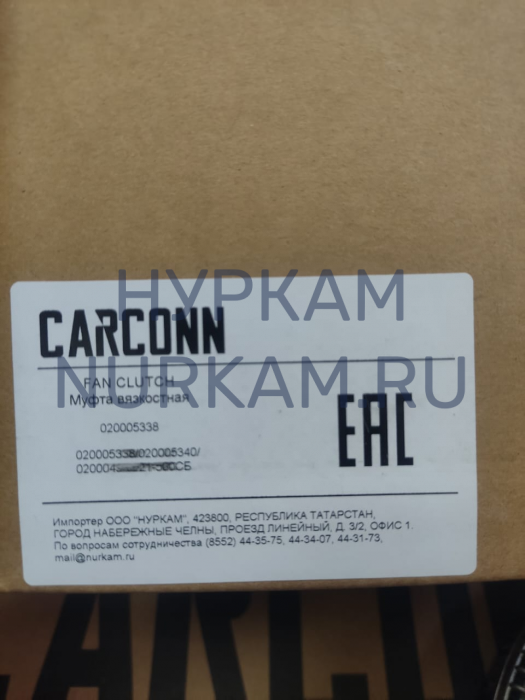 НУРКАМ
NURKAM.RU
CARCONN
FAN CLUTCH
Муфта вязкостная
020005338
020005338/020005340/
EAC
Импортер ООО "НУРКАМ", 423800, РЕСПУБЛИКА ТАТАРСТАН,
ГОРОД НАБЕРЕЖНЫЕ ЧЕЛНЫ, ПРОЕЗД ЛИНЕЙНЫЙ, Д. 3/2, ОФИС 1.
По вопросам сотрудничества (8552) 44-35-75, 44-34-07, 44-31-73,
mail@nurkam.ru
CARCONN